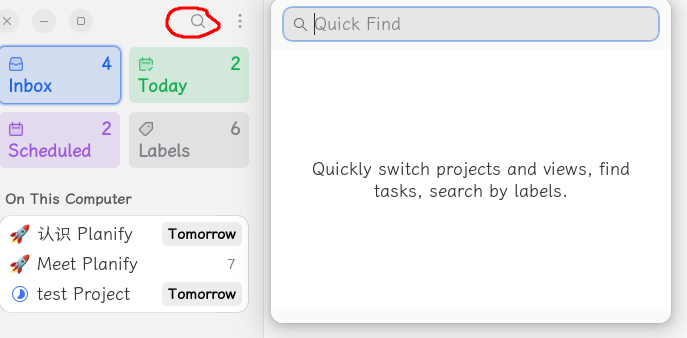 Quick Find
4
Inbox
2
Today
2
Scheduled
6
Labels
Quickly switch projects and views, find
tasks, search by labels.
On This Computer
认识 Planify Tomorrow
Meet Planify 7
test Project Tomorrow